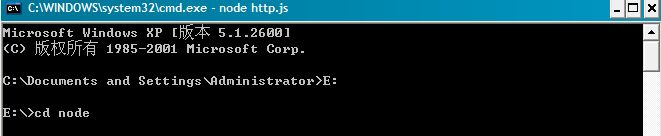 C:\WINDOWS\system32\cmd.exe - node http.js
Microsoft Windows XP [版本 5.1.2600]
(C) 版权所有 1985-2001 Microsoft Corp.
C:\Documents and Settings\Administrator>E:
E:\>cd node